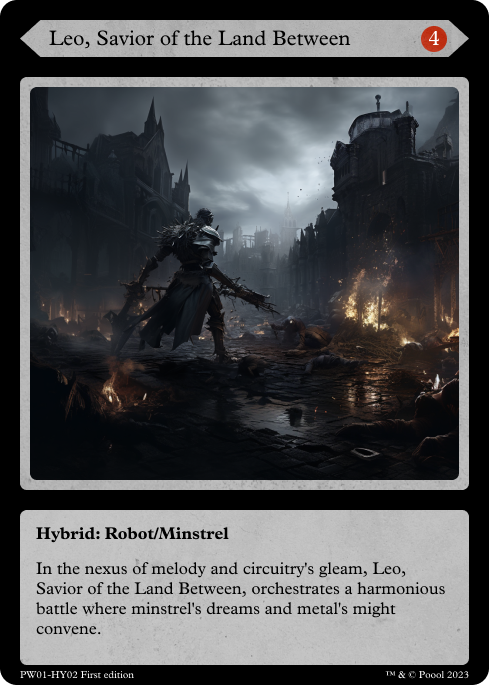 Leo, Savior of the Land Between
4
Hybrid: Robot/Minstrel
In the nexus of melody and circuitry's gleam, Leo,
Savior of the Land Between, orchestrates a harmonious
battle where minstrel's dreams and metal's might
convene.
PW01-HY02 First edition
™ & © Poool 2023